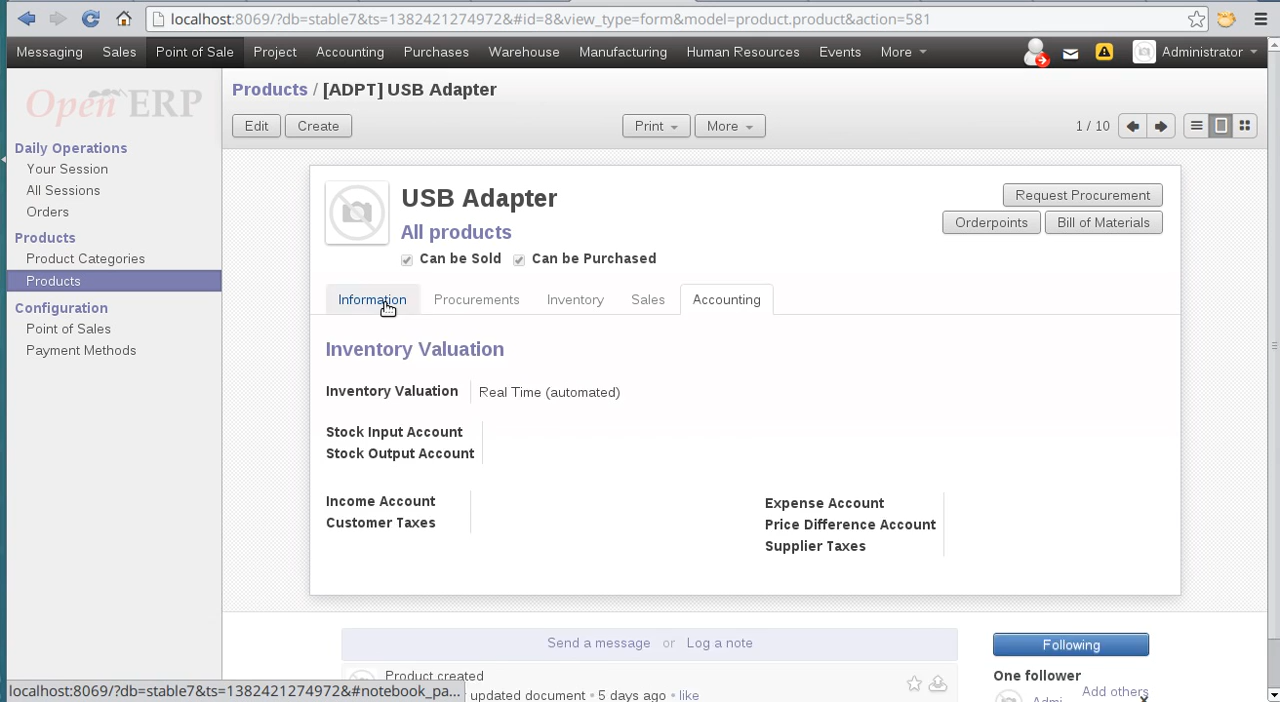 localhost:8069/?db=stable7&ts=1382421274972&#id=8&view_type=form&model=product.product&action=581
Messaging Sales Point of Sale Project Accounting Purchases Warehouse Manufacturing Human Resources Events More Administrator
Open ERP
Daily Operations
Your Session
All Sessions
Orders
Products
Product Categories
Products
Configuration
Point of Sales
Payment Methods
Products / [ADPT] USB Adapter
Edit Create Print More 1 / 10
USB Adapter
All products
Can be Sold Can be Purchased
Request Procurement
Orderpoints Bill of Materials
Information Procurements Inventory Sales Accounting
Inventory Valuation
Inventory Valuation Real Time (automated)
Stock Input Account
Stock Output Account
Income Account
Customer Taxes
Expense Account
Price Difference Account
Supplier Taxes
Send a message or Log a note
Product created
updated document • 5 days ago • like
Following
One follower
Add others
localhost:8069/?db=stable7&ts=1382421274972&#notebook_pa...